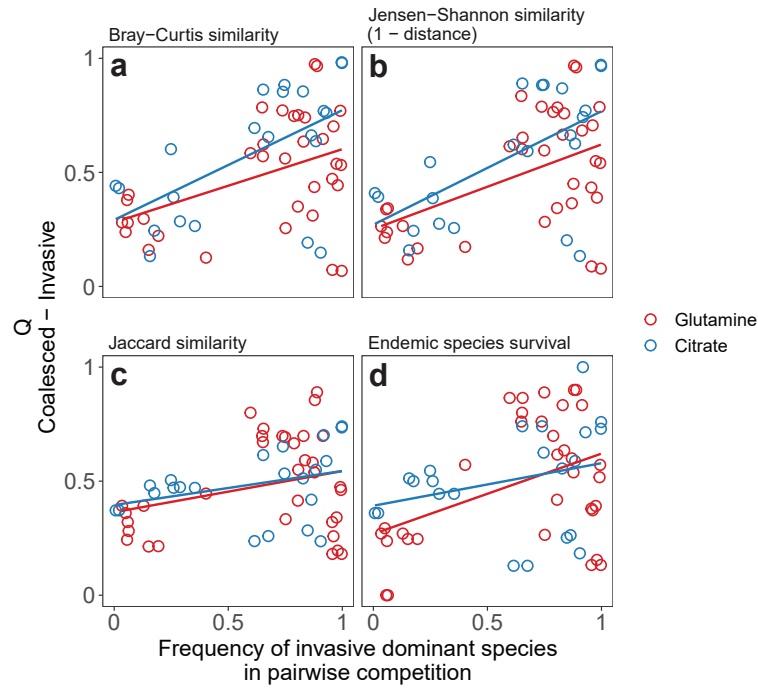 Bray−Curtis similarity
Jensen−Shannon similarity
(1 − distance)
a
b
1
0.5
0
Q
Coalesced − Invasive
Glutamine
Citrate
Jaccard similarity
Endemic species survival
c
d
1
0.5
0
0
0.5
1
0
0.5
1
Frequency of invasive dominant species
in pairwise competition